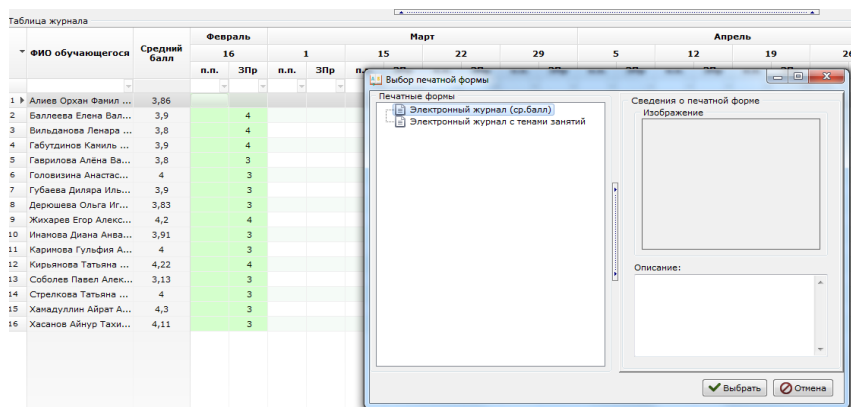 Таблица журнала
ФИО обучающегося
Средний балл
Февраль Март Апрель
16 1 15 22 29 5 12 19
п.п. ЗПр п.п. ЗПр
1 Алиев Орхан Фамил ... 3,86
2 Валлеева Елена Вал... 3,9 4
3 Вильданова Ленара ... 3,8 4
4 Габутдинов Камиль ... 3,9 4
5 Гаврилова Алёна Ва... 3,8 3
6 Головизина Анастас... 4 3
7 Губаева Диляра Иль... 3,9 3
8 Дерюшева Ольга Иг... 3,83 3
9 Жихарев Егор Алекс... 4,2 4
10 Инанова Диана Анва... 3,91 3
11 Каримова Гульфия А... 4 3
12 Кирьянова Татьяна ... 4,22 4
13 Соболев Павел Алек... 3,13 3
14 Стрелкова Татьяна ... 4 3
15 Хамадуллин Айрат А... 4,3 3
16 Хасанов Айнур Тахи... 4,11 3
Выбор печатной формы
Печатные формы
Электронный журнал (ср.балл)
Электронный журнал с темами занятий
Сведения о печатной форме
Изображение
Описание:
Выбрать Отмена